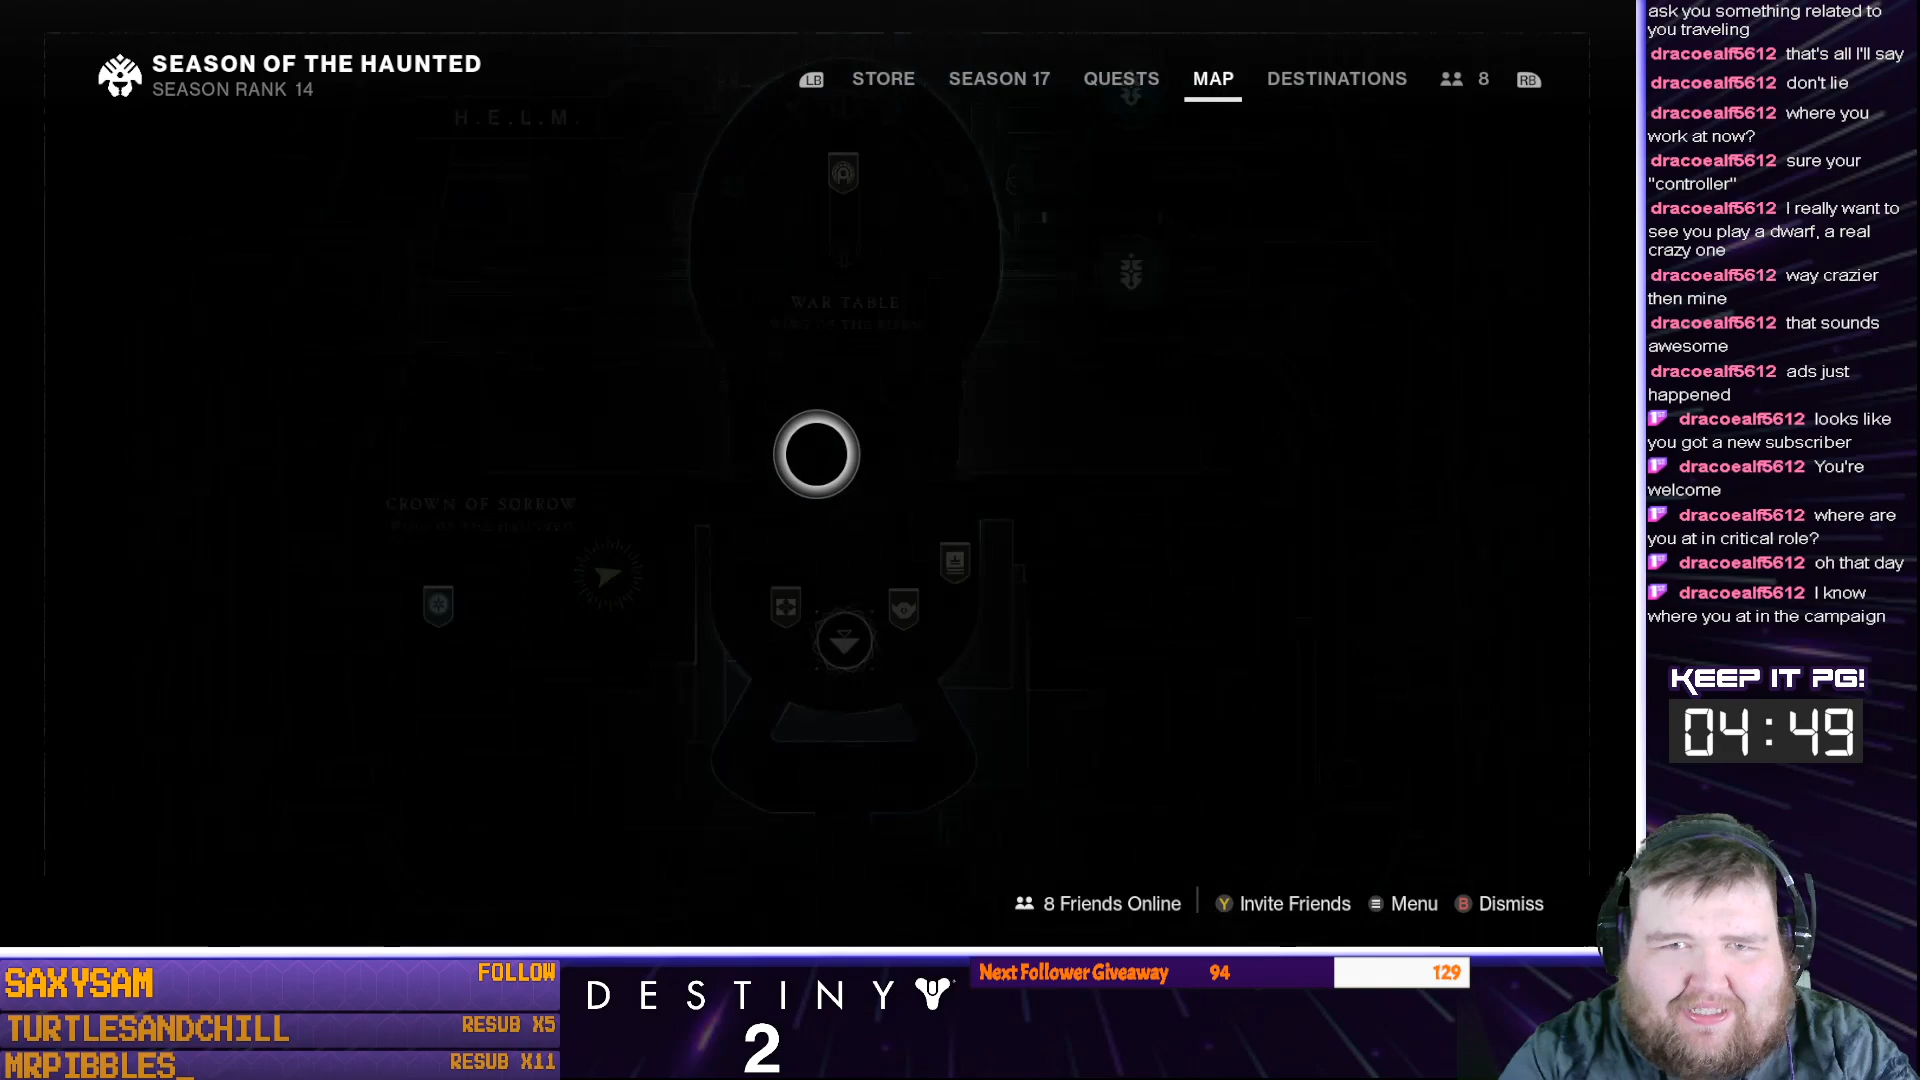 SEASON OF THE HAUNTED
SEASON RANK 14
LB
STORE
SEASON 17
QUESTS
MAP
DESTINATIONS
8
RB
H.E.L.M.
WAR TABLE
CROWN OF SORROW
8 Friends Online
Y Invite Friends
Menu
B Dismiss
ask you something related to
you traveling
dracoealf5612 that's all I'll say
dracoealf5612 don't lie
dracoealf5612 where you
work at now?
dracoealf5612 sure your
"controller"
dracoealf5612 I really want to
see you play a dwarf, a real
crazy one
dracoealf5612 way crazier
then mine
dracoealf5612 that sounds
awesome
dracoealf5612 ads just
happened
dracoealf5612 looks like
you got a new subscriber
dracoealf5612 You're
welcome
dracoealf5612 where are
you at in critical role?
dracoealf5612 oh that day
dracoealf5612 I know
where you at in the campaign
KEEP IT PG!
04:49
SAXYSAM
FOLLOW
TURTLESANDCHILL
RESUB X5
MRPIBBLES_
RESUB X11
DESTINY
2
Next Follower Giveaway
94
129